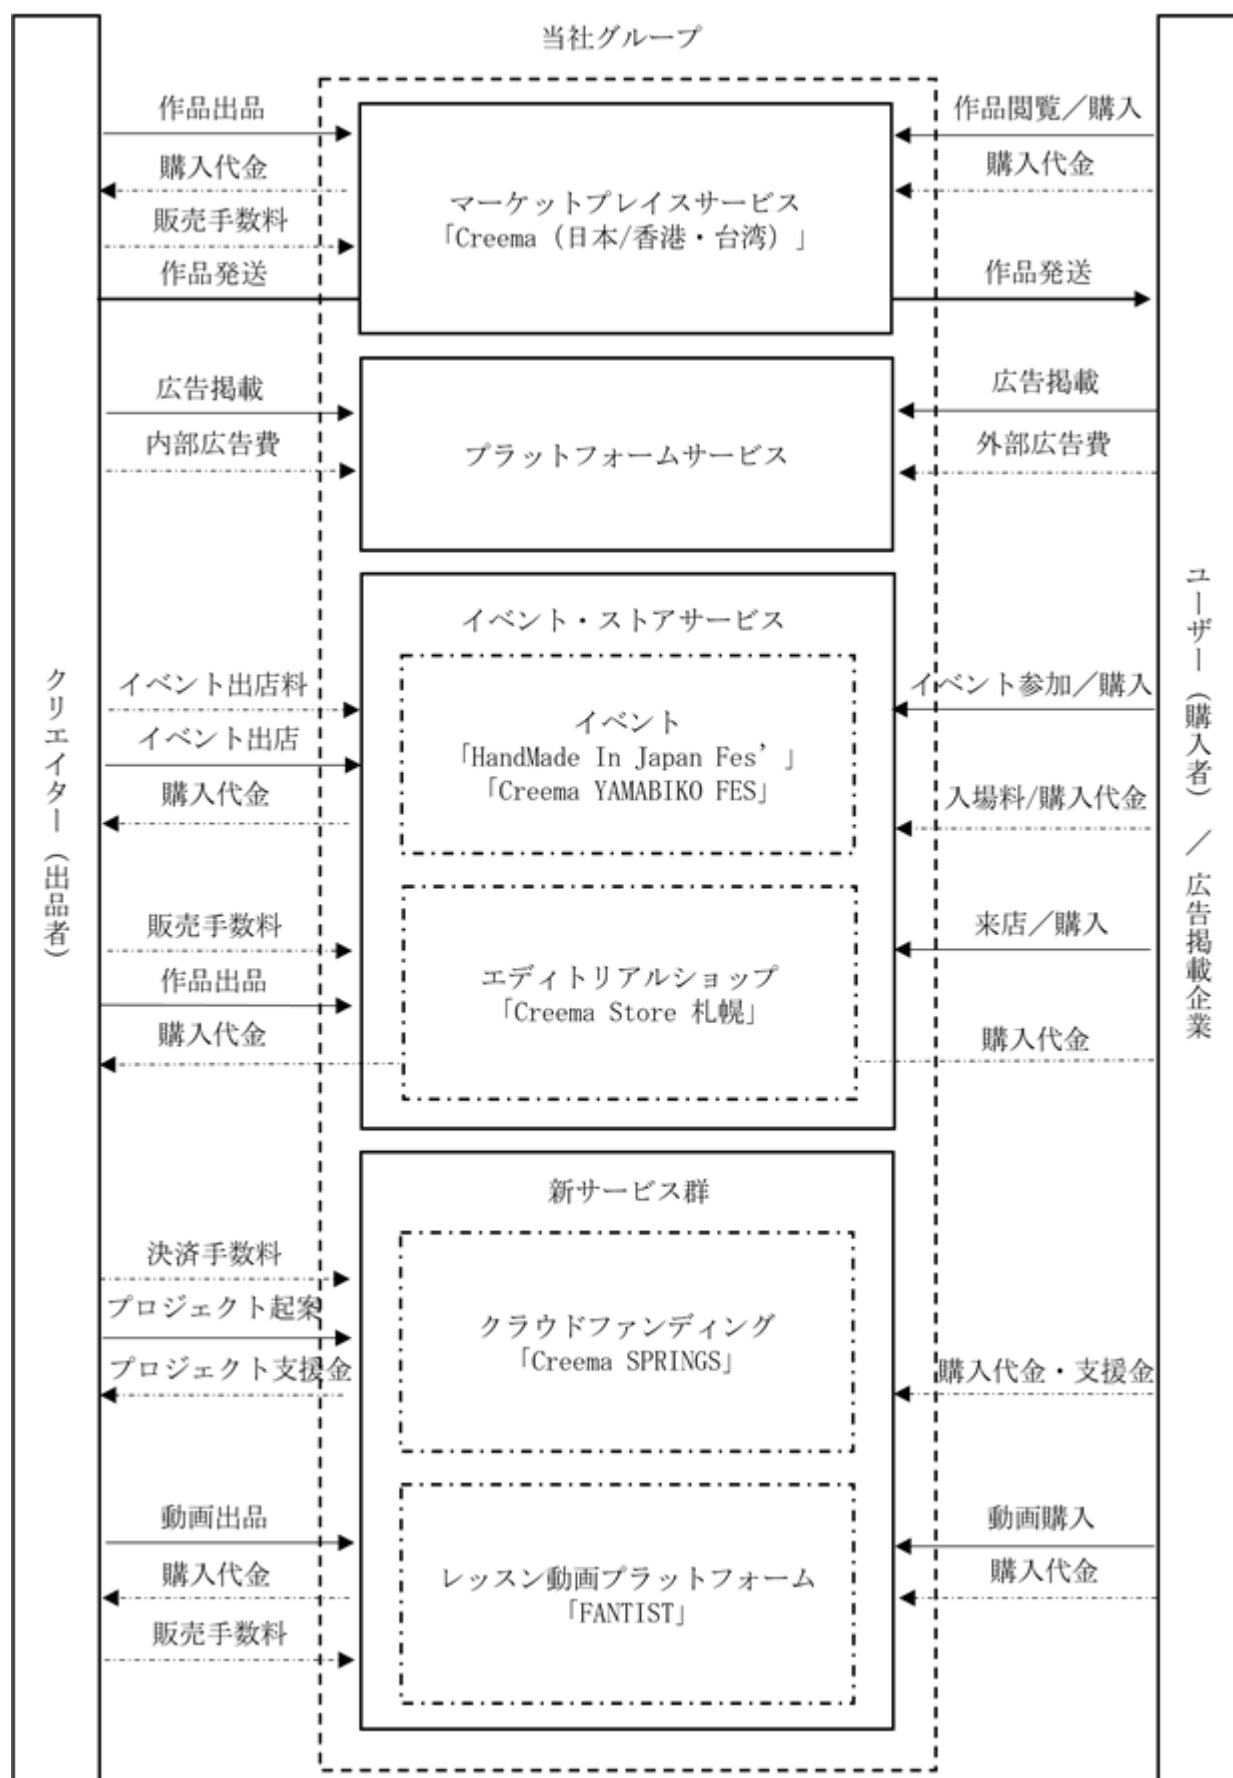 当社グループ
作品出品
購入代金
販売手数料
作品発送
マーケットプレイスサービス
「Creema（日本/香港・台湾）」
作品閲覧／購入
購入代金
作品発送
広告掲載
内部広告費
プラットフォームサービス
広告掲載
外部広告費
クリエイター（出品者）
イベント・ストアサービス
イベント出店料
イベント出店
購入代金
イベント
「HandMade In Japan Fes’」
「Creema YAMABIKO FES」
イベント参加／購入
入場料/購入代金
販売手数料
作品出品
購入代金
エディトリアルショップ
「Creema Store 札幌」
来店／購入
購入代金
ユーザー（購入者）／広告掲載企業
新サービス群
決済手数料
プロジェクト起案
プロジェクト支援金
クラウドファンディング
「Creema SPRINGS」
購入代金・支援金
動画出品
購入代金
販売手数料
レッスン動画プラットフォーム
「FANTIST」
動画購入
購入代金